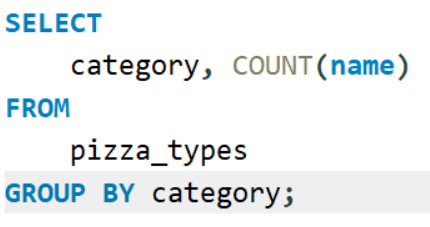 SELECT
    category, COUNT(name)
FROM
    pizza_types
GROUP BY category;